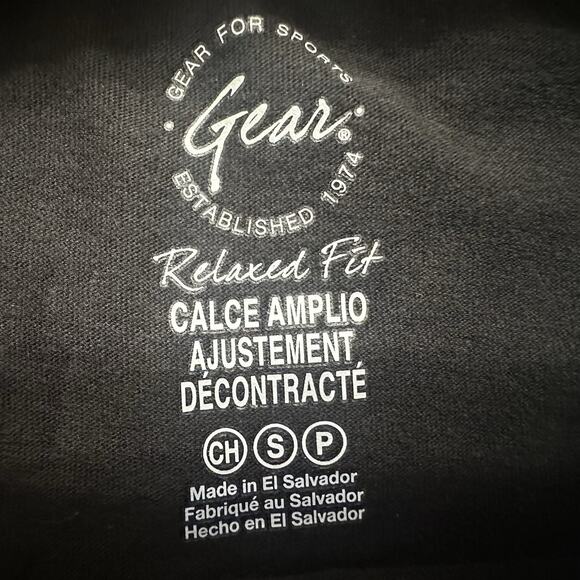 GEAR FOR SPORTS
Gear®
ESTABLISHED 1974
Relaxed Fit
CALCE AMPLIO
AJUSTEMENT
DÉCONTRACTÉ
CH S P
Made in El Salvador
Fabriqué au Salvador
Hecho en El Salvador